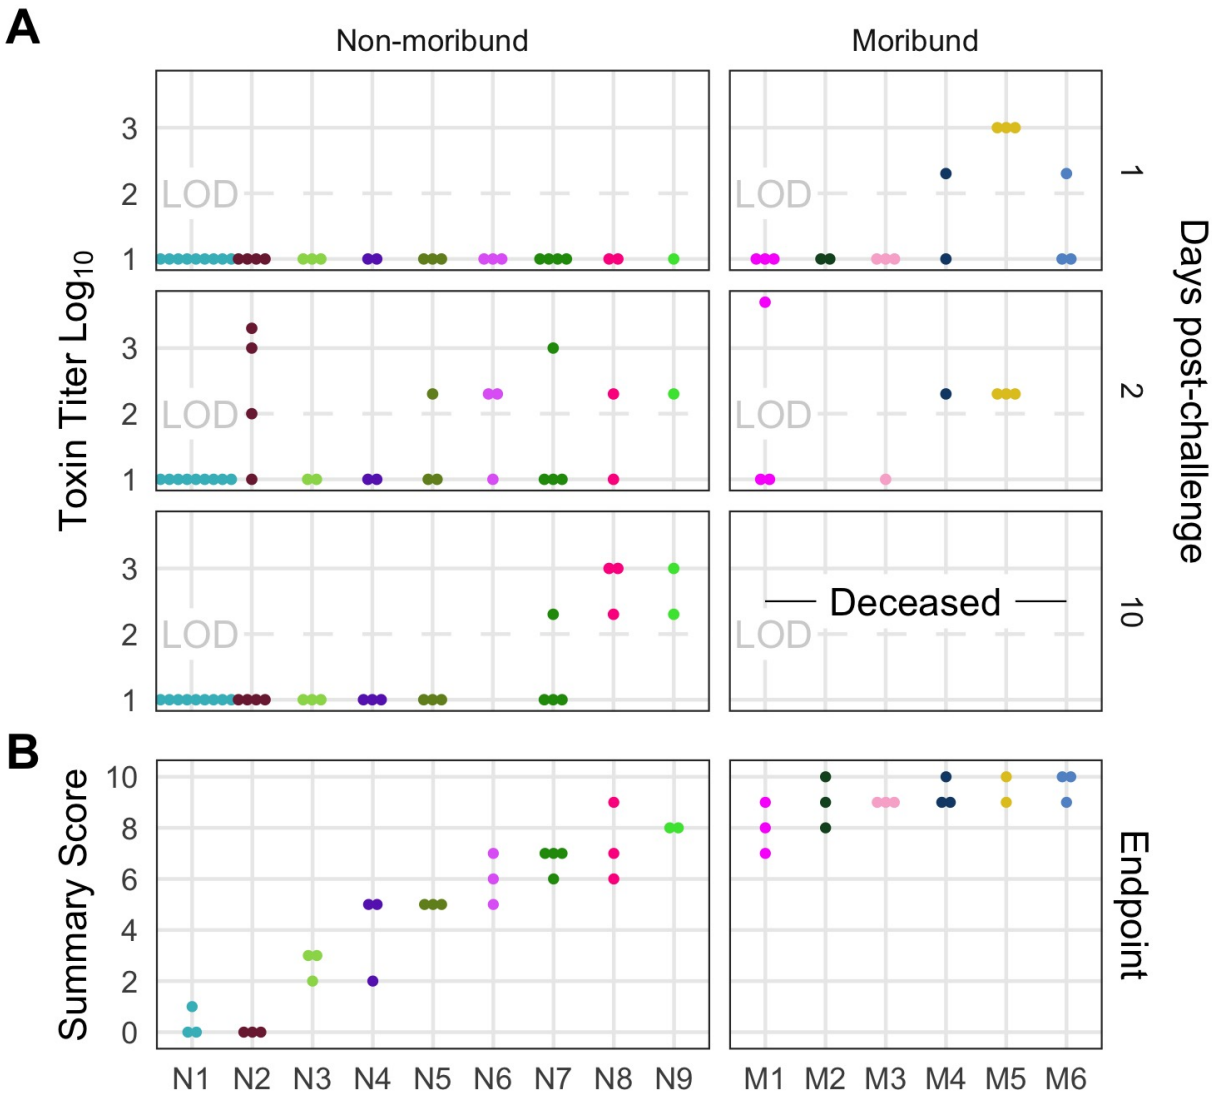 A
Non-moribund
Moribund
3
LOD
2
1
LOD
1
3
LOD
2
1
LOD
2
3
LOD
2
1
Deceased
LOD
10
Toxin Titer Log10
Days post-challenge
B
10
8
6
4
2
0
Summary Score
Endpoint
N1 N2 N3 N4 N5 N6 N7 N8 N9 M1 M2 M3 M4 M5 M6